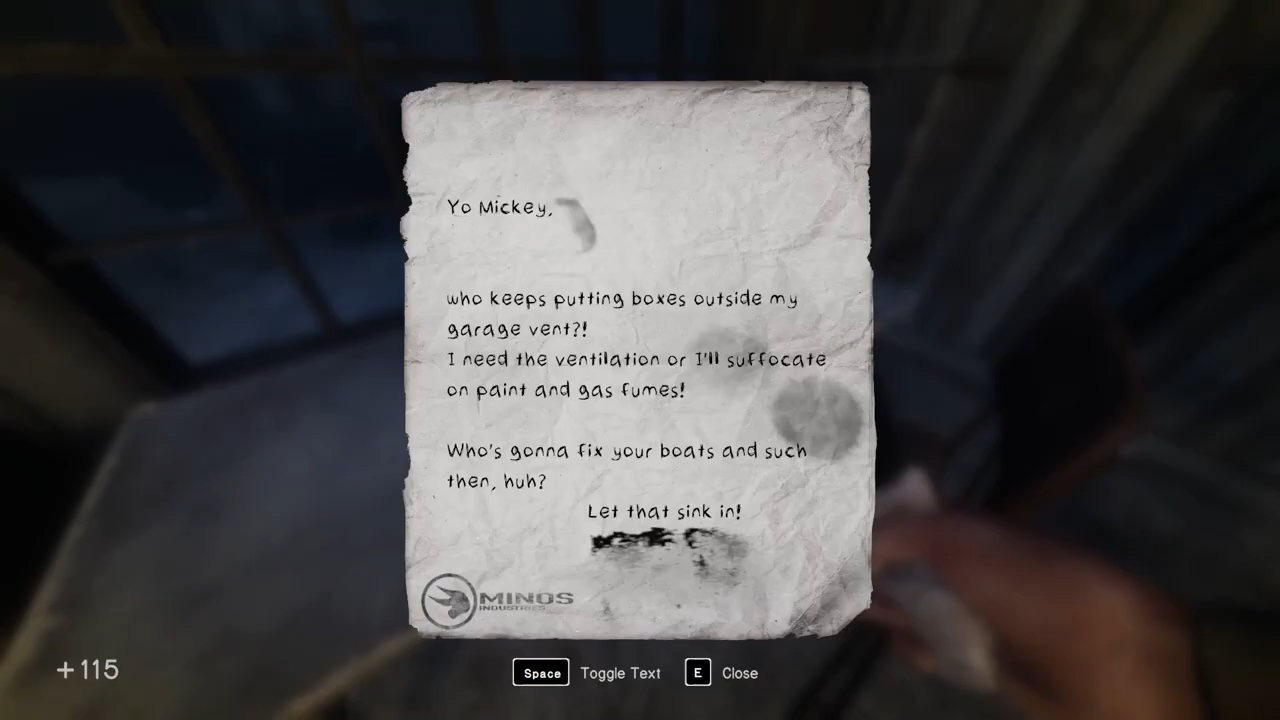 Yo Mickey,
who keeps putting boxes outside my
garage vent?!
I need the ventilation or I'll suffocate
on paint and gas fumes!
Who's gonna fix your boats and such
then, huh?
Let that sink in!
MINOS
INDUSTRIES
+115
Space Toggle Text E Close